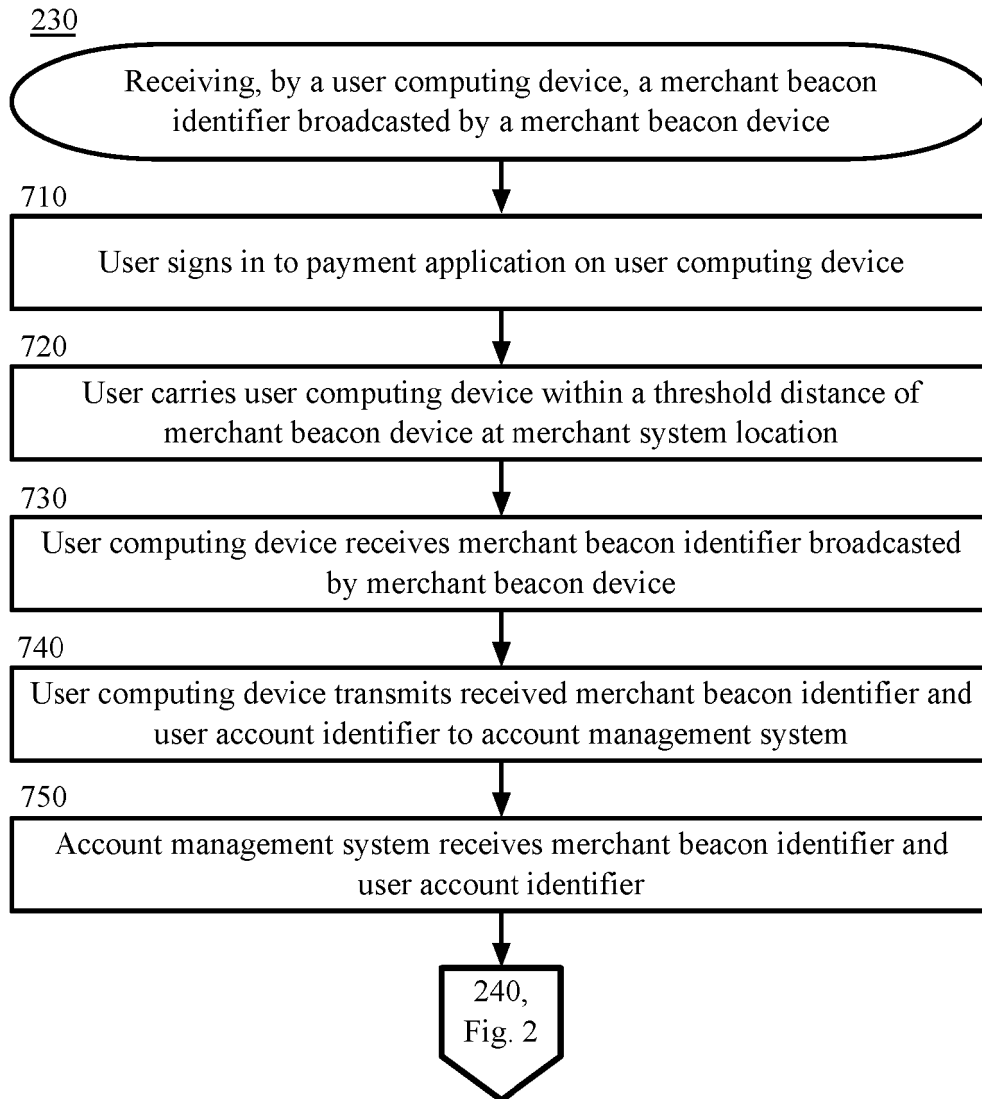 230
Receiving, by a user computing device, a merchant beacon
identifier broadcasted by a merchant beacon device
710
User signs in to payment application on user computing device
720
User carries user computing device within a threshold distance of
merchant beacon device at merchant system location
730
User computing device receives merchant beacon identifier broadcasted
by merchant beacon device
740
User computing device transmits received merchant beacon identifier and
user account identifier to account management system
750
Account management system receives merchant beacon identifier and
user account identifier
240,
Fig. 2